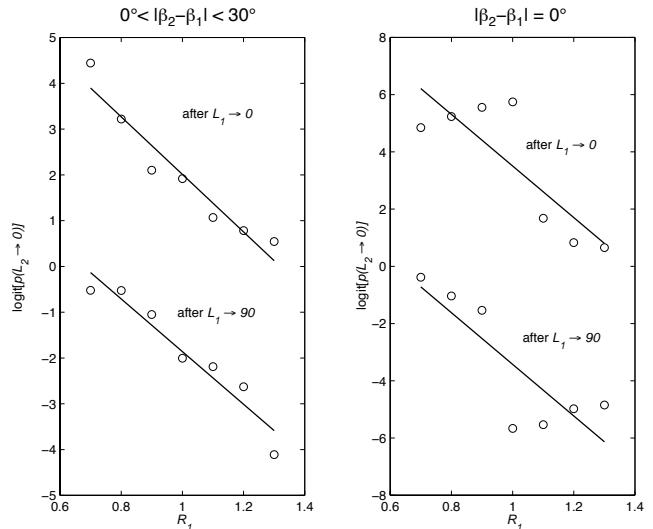 0°< |β₂–β₁| < 30°
5
4
3
2
1
0
−1
−2
−3
−4
−5
0.6 0.8 1 1.2 1.4
logit[p(L₂ → 0)]
R₁
after L₁ → 0
after L₁ → 90
|β₂–β₁| = 0°
8
6
4
2
0
−2
−4
−6
−8
0.6 0.8 1 1.2 1.4
logit[p(L₂ → 0)]
R₁
after L₁ → 0
after L₁ → 90